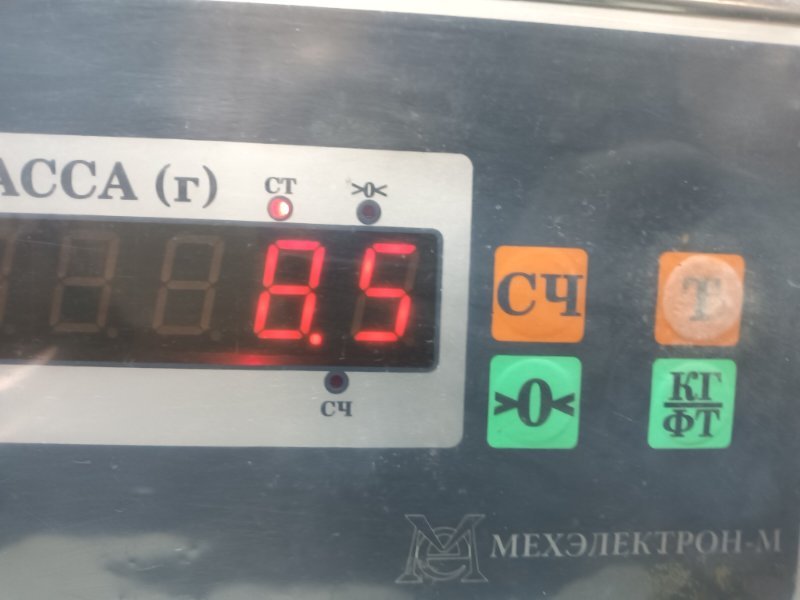 АССА (г)
СТ
>0<
8.5
СЧ
СЧ
Т
>0<
КГ
ФТ
МЕХЭЛЕКТРОН-М